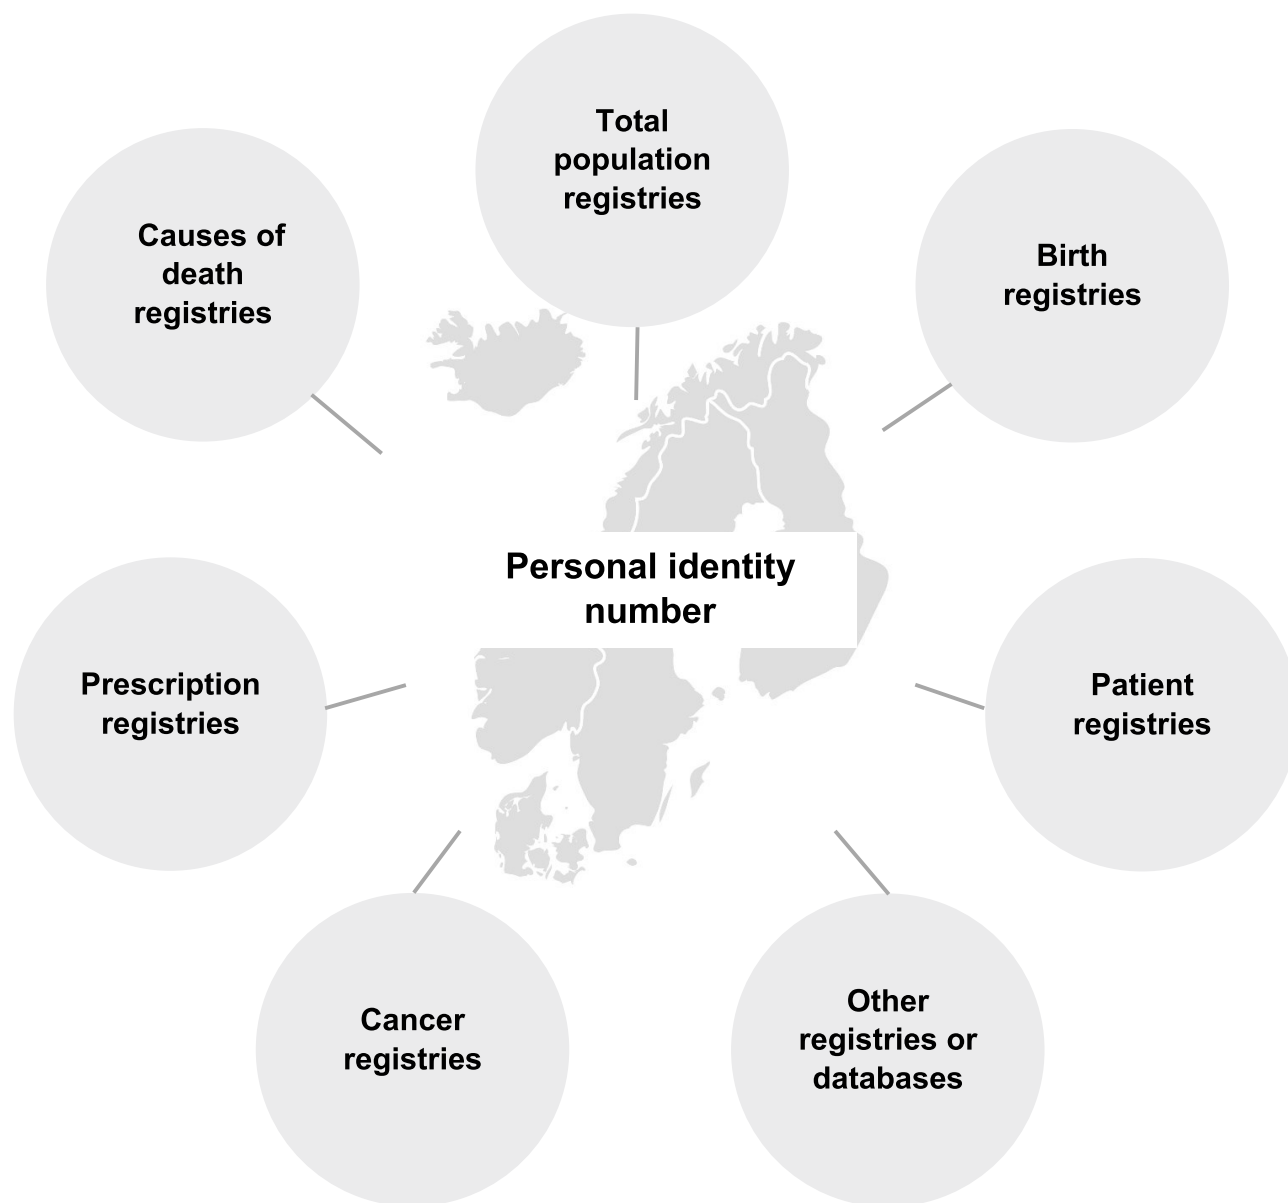 Total
population
registries
Causes of
death
registries
Birth
registries
Personal identity
number
Prescription
registries
Patient
registries
Cancer
registries
Other
registries or
databases